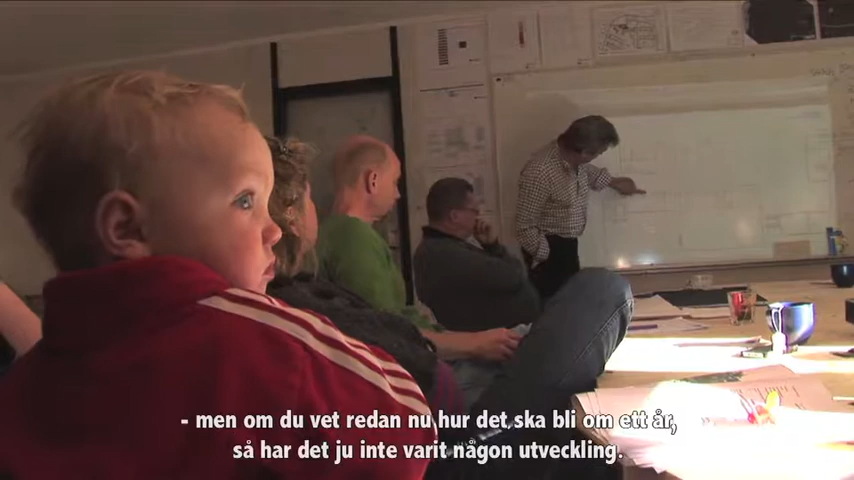 - men om du vet redan nu hur det ska bli om ett år,
så har det ju inte varit någon utveckling.